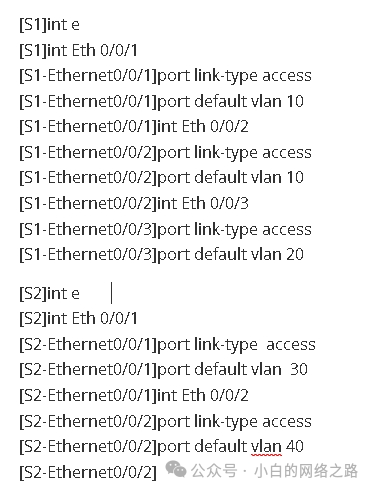 [S1]int e
[S1]int Eth 0/0/1
[S1-Ethernet0/0/1]port link-type access
[S1-Ethernet0/0/1]port default vlan 10
[S1-Ethernet0/0/1]int Eth 0/0/2
[S1-Ethernet0/0/2]port link-type access
[S1-Ethernet0/0/2]port default vlan 10
[S1-Ethernet0/0/2]int Eth 0/0/3
[S1-Ethernet0/0/3]port link-type access
[S1-Ethernet0/0/3]port default vlan 20
[S2]int e
[S2]int Eth 0/0/1
[S2-Ethernet0/0/1]port link-type  access
[S2-Ethernet0/0/1]port default vlan  30
[S2-Ethernet0/0/1]int Eth 0/0/2
[S2-Ethernet0/0/2]port link-type access
[S2-Ethernet0/0/2]port default vlan 40
[S2-Ethernet0/0/2] 公众号 · 小白的网络之路